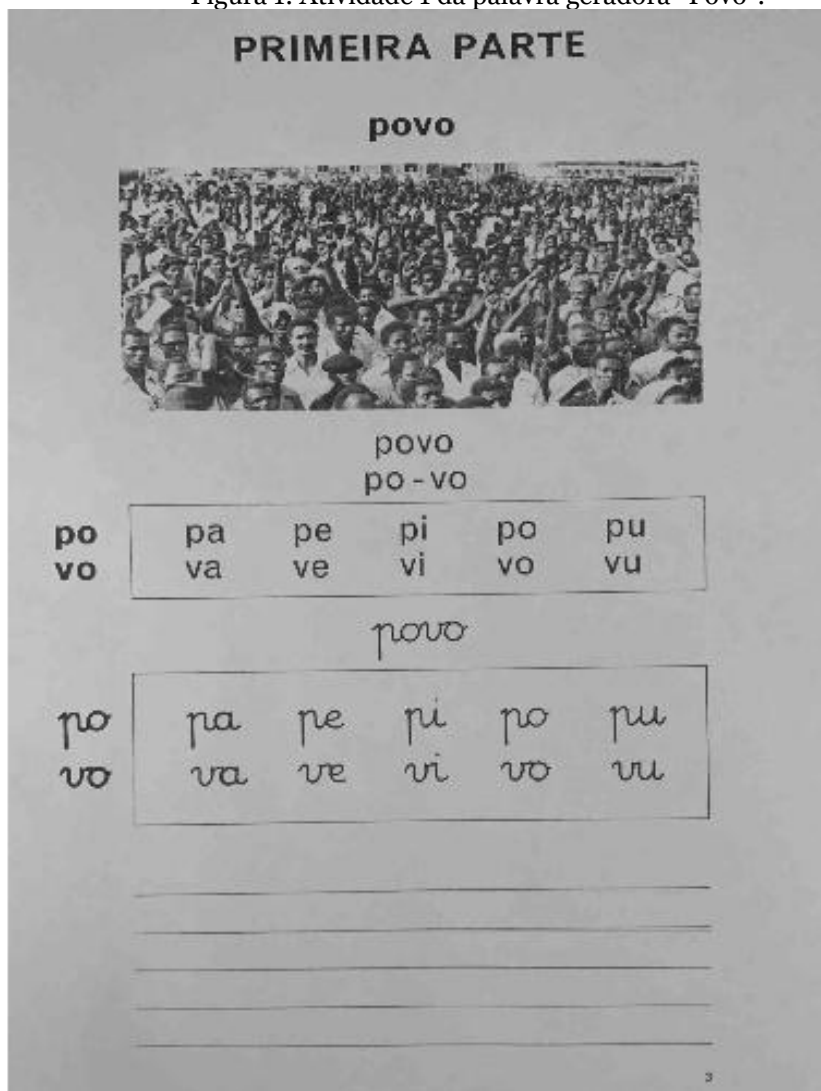 Figura 1: Atividade 1 da palavra geradora "Povo".
PRIMEIRA PARTE
povo
povo
po - vo
po pa pe pi po pu
vo va ve vi vo vu
povo
po pa pe pi po pu
vo va ve vi vo vu
3